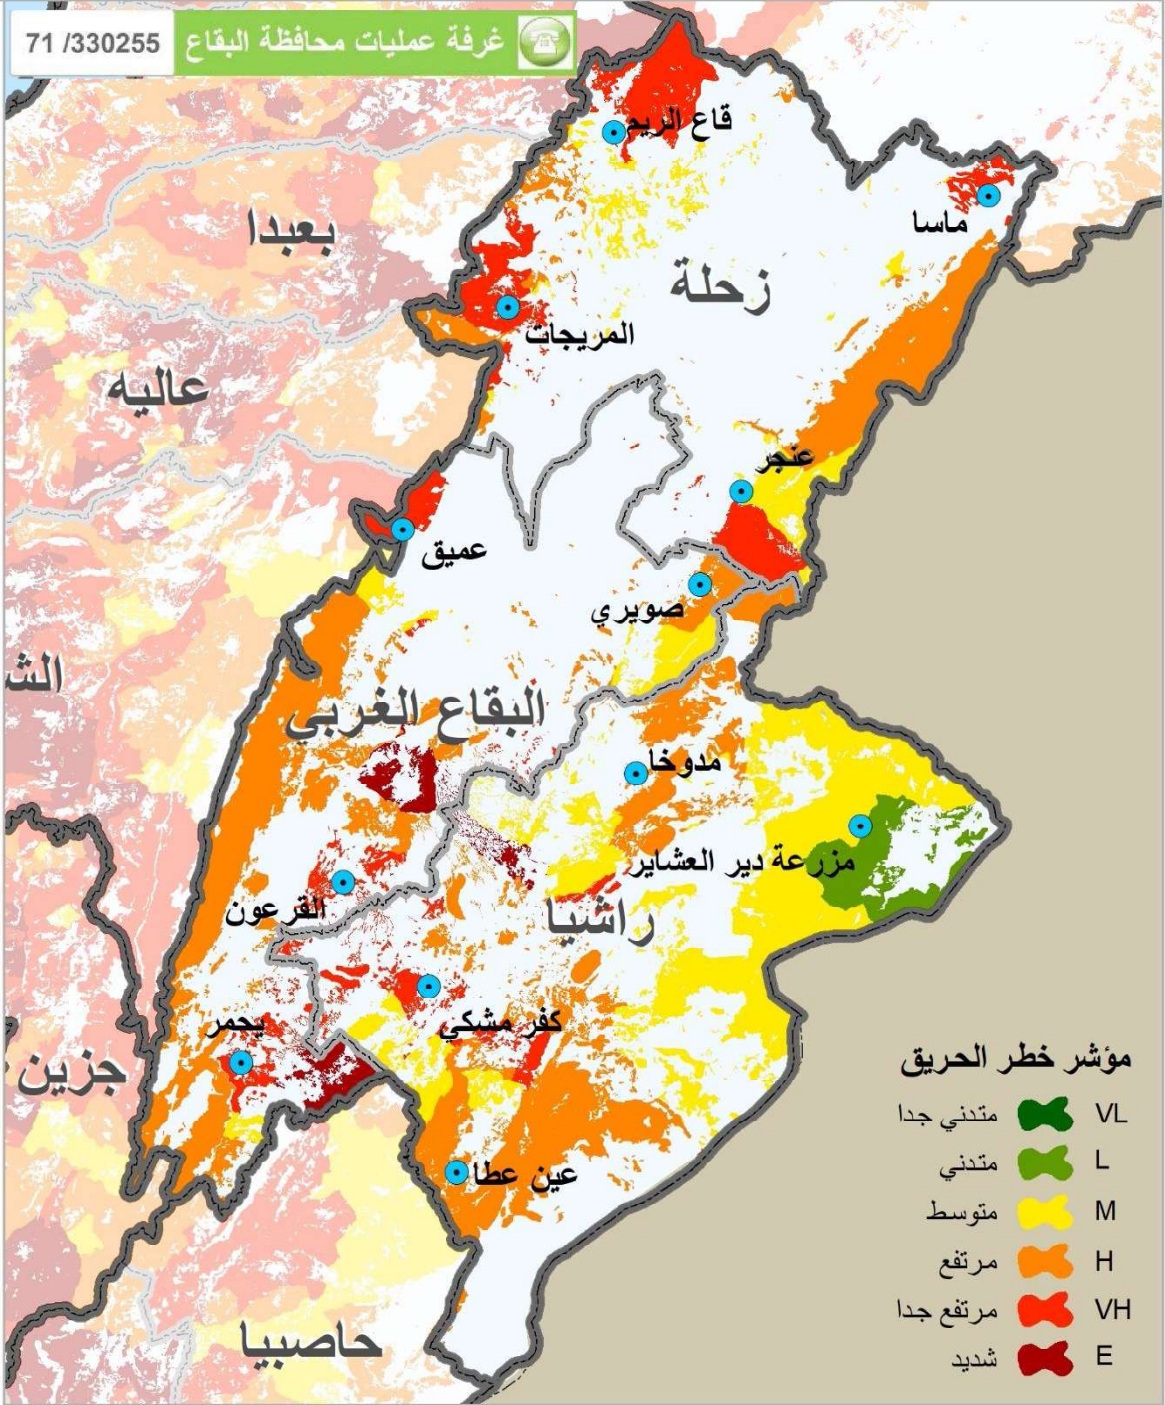 غرفة عمليات محافظة البقاع 71 /330255
قاع الريم
ماسا
بعبدا
زحلة
المريجات
عاليه
عنجر
عميق
صويري
الش
البقاع الغربي
مدوخا
مزرعة دير العشاير
القرعون
راشيا
كفر مشكي
يحمر
جزين
عين عطا
حاصبيا
مؤشر خطر الحريق
متدني جدا VL
متدني L
متوسط M
مرتفع H
مرتفع جدا VH
شديد E